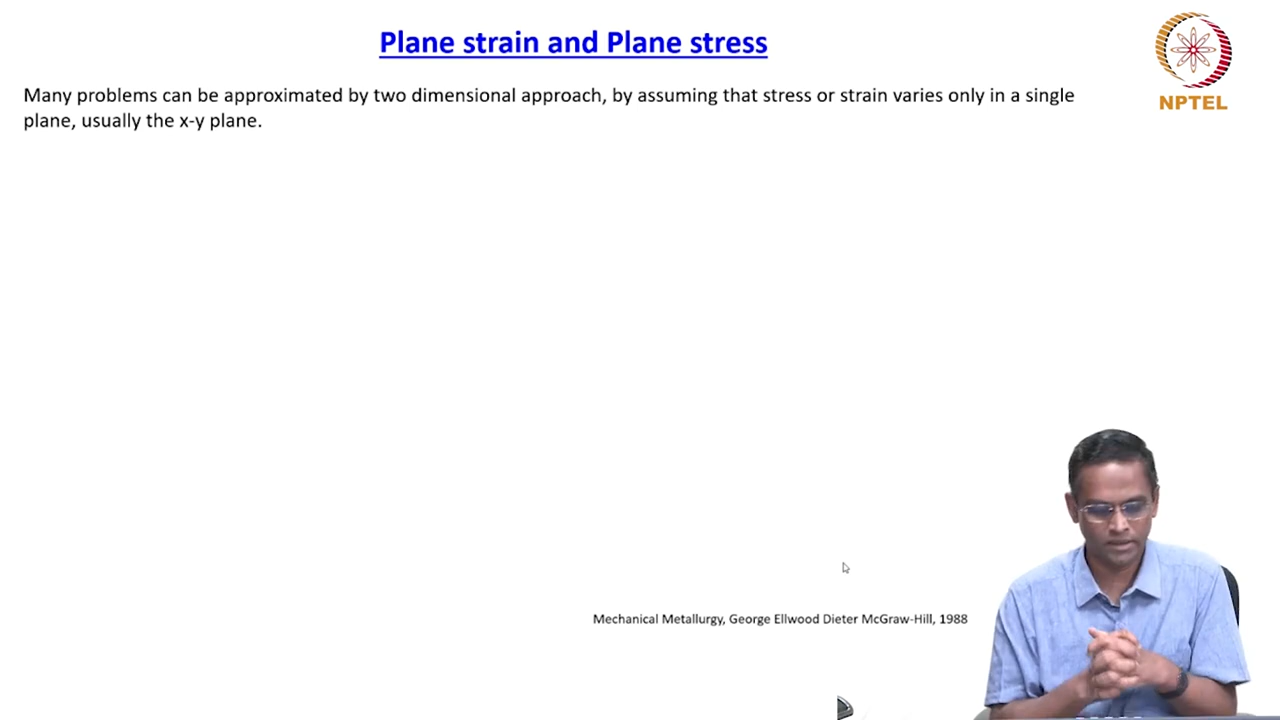 Plane strain and Plane stress
NPTEL
Many problems can be approximated by two dimensional approach, by assuming that stress or strain varies only in a single
plane, usually the x-y plane.
Mechanical Metallurgy, George Ellwood Dieter McGraw-Hill, 1988